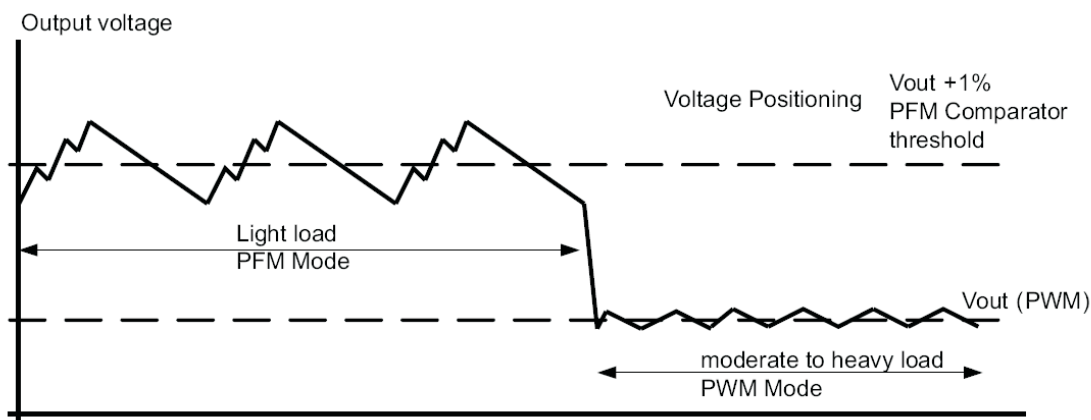 Output voltage
Voltage Positioning
Vout +1%
PFM Comparator
threshold
Light load
PFM Mode
Vout (PWM)
moderate to heavy load
PWM Mode